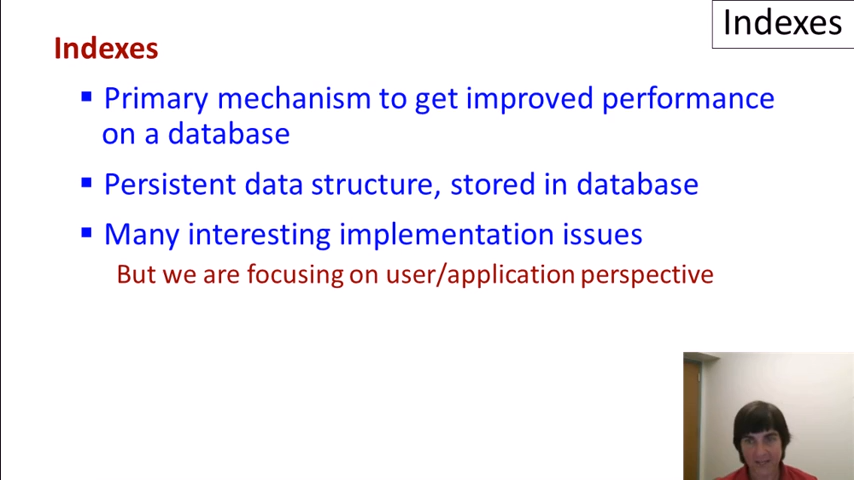 Indexes
Indexes
▪ Primary mechanism to get improved performance
on a database
▪ Persistent data structure, stored in database
▪ Many interesting implementation issues
But we are focusing on user/application perspective